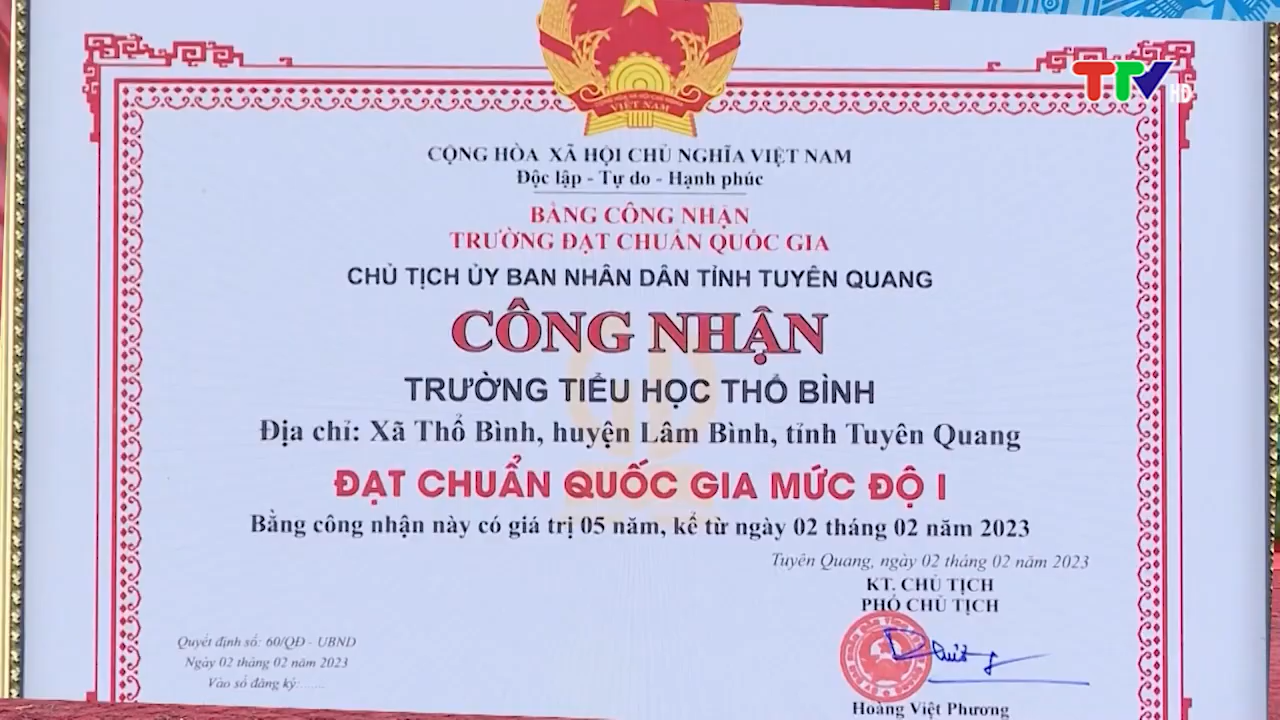 TTV
HD
VIỆT NAM
CỘNG HÒA XÃ HỘI CHỦ NGHĨA VIỆT NAM
Độc lập - Tự do - Hạnh phúc
BẰNG CÔNG NHẬN
TRƯỜNG ĐẠT CHUẨN QUỐC GIA
CHỦ TỊCH ỦY BAN NHÂN DÂN TỈNH TUYÊN QUANG
CÔNG NHẬN
TRƯỜNG TIỂU HỌC THỔ BÌNH
Địa chỉ: Xã Thổ Bình, huyện Lâm Bình, tỉnh Tuyên Quang
ĐẠT CHUẨN QUỐC GIA MỨC ĐỘ I
Bằng công nhận này có giá trị 05 năm, kể từ ngày 02 tháng 02 năm 2023
Tuyên Quang, ngày 02 tháng 02 năm 2023
KT. CHỦ TỊCH
PHÓ CHỦ TỊCH
Quyết định số: 60/QĐ - UBND
Ngày 02 tháng 02 năm 2023
Vào sổ đăng ký:.......
Hoàng Việt Phương